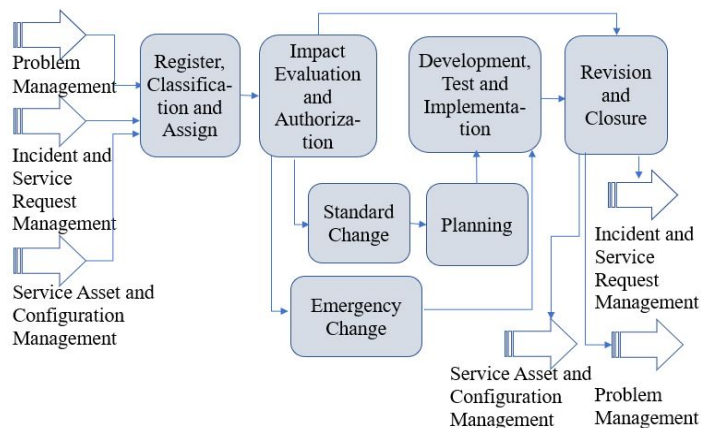 Problem
Management
Incident and
Service
Request
Management
Service Asset and
Configuration
Management
Register,
Classifica-
tion and
Assign
Impact
Evaluation
and
Authorization
Standard
Change
Planning
Emergency
Change
Development,
Test and
Implementa-
tion
Revision
and
Closure
Incident and
Service
Request
Management
Service Asset and
Configuration
Management
Problem
Management